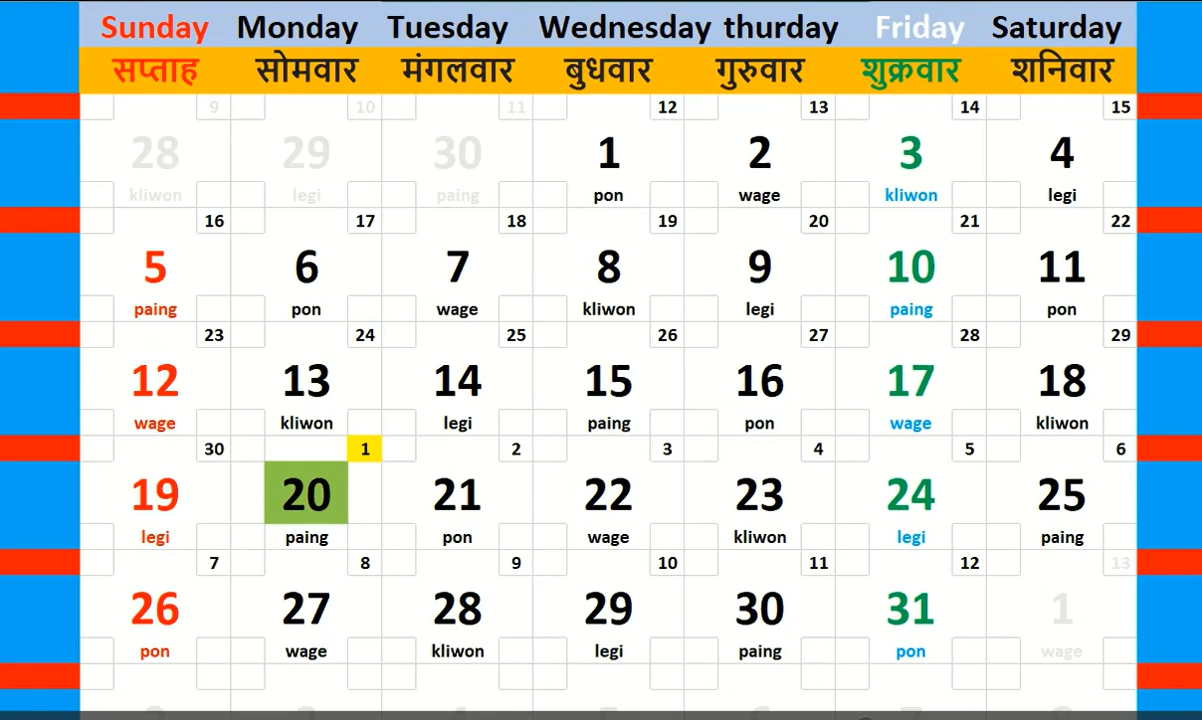 Sunday Monday Tuesday Wednesday thurday Friday Saturday
सप्ताह सोमवार मंगलवार बुधवार गुरुवार शुक्रवार शनिवार
9 10 11 12 13 14 15
28 29 30 1 2 3 4
kliwon legi paing pon wage kliwon legi
16 17 18 19 20 21 22
5 6 7 8 9 10 11
paing pon wage kliwon legi paing pon
23 24 25 26 27 28 29
12 13 14 15 16 17 18
wage kliwon legi paing pon wage kliwon
30 1 2 3 4 5 6
19 20 21 22 23 24 25
legi paing pon wage kliwon legi paing
7 8 9 10 11 12 13
26 27 28 29 30 31 1
pon wage kliwon legi paing pon wage